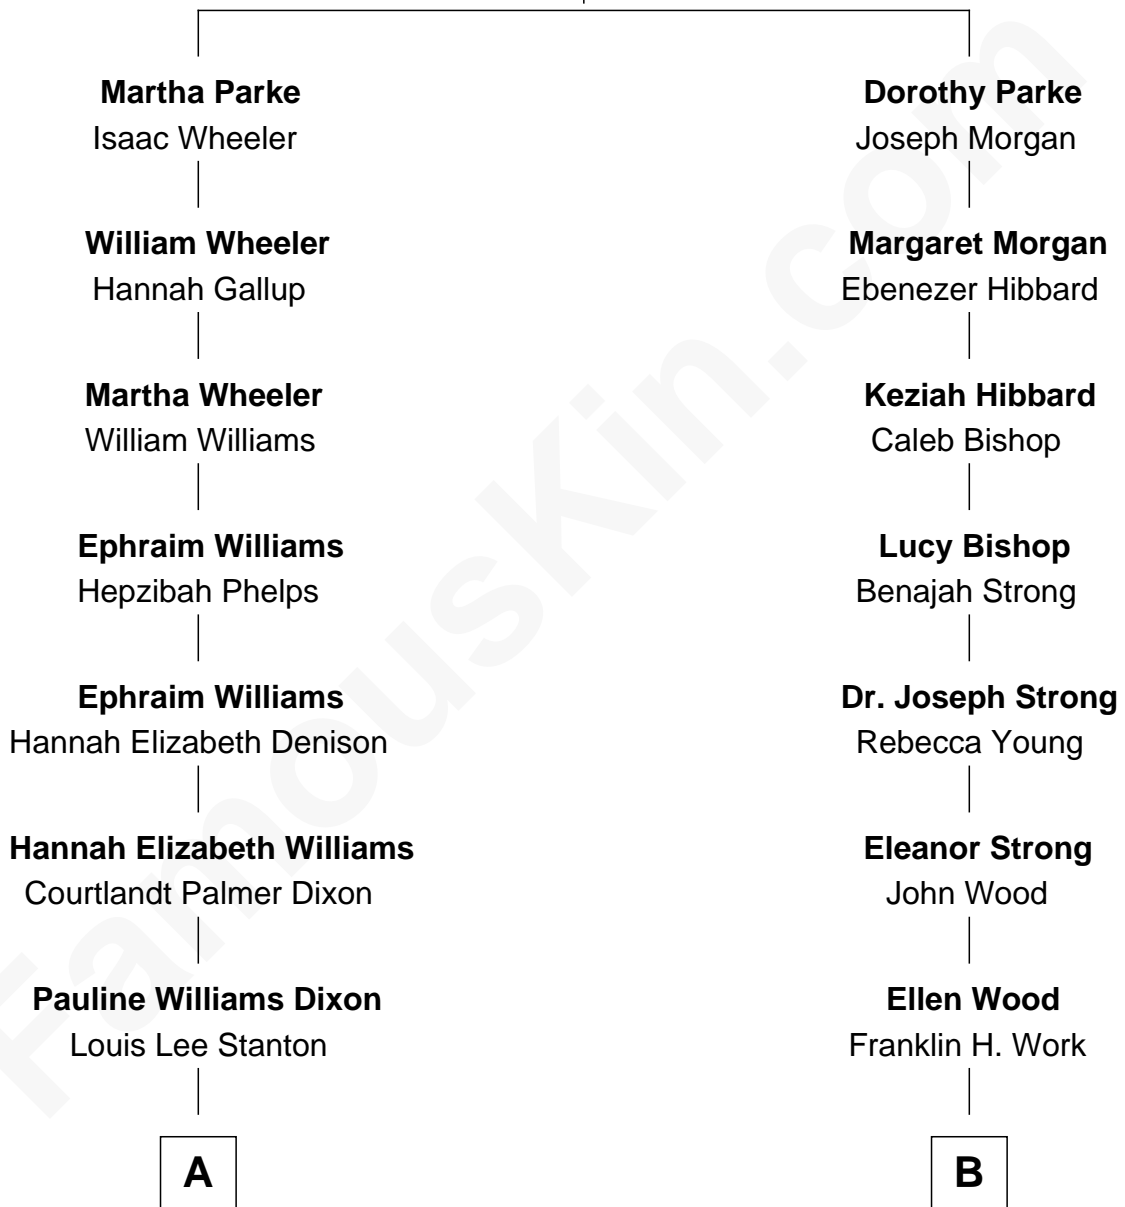 Martha Parke
Isaac Wheeler
William Wheeler
Hannah Gallup
Martha Wheeler
William Williams
Ephraim Williams
Hepzibah Phelps
Ephraim Williams
Hannah Elizabeth Denison
Hannah Elizabeth Williams
Courtlandt Palmer Dixon
Pauline Williams Dixon
Louis Lee Stanton
A
Dorothy Parke
Joseph Morgan
Margaret Morgan
Ebenezer Hibbard
Keziah Hibbard
Caleb Bishop
Lucy Bishop
Benajah Strong
Dr. Joseph Strong
Rebecca Young
Eleanor Strong
John Wood
Ellen Wood
Franklin H. Work
B
FamousKin.com